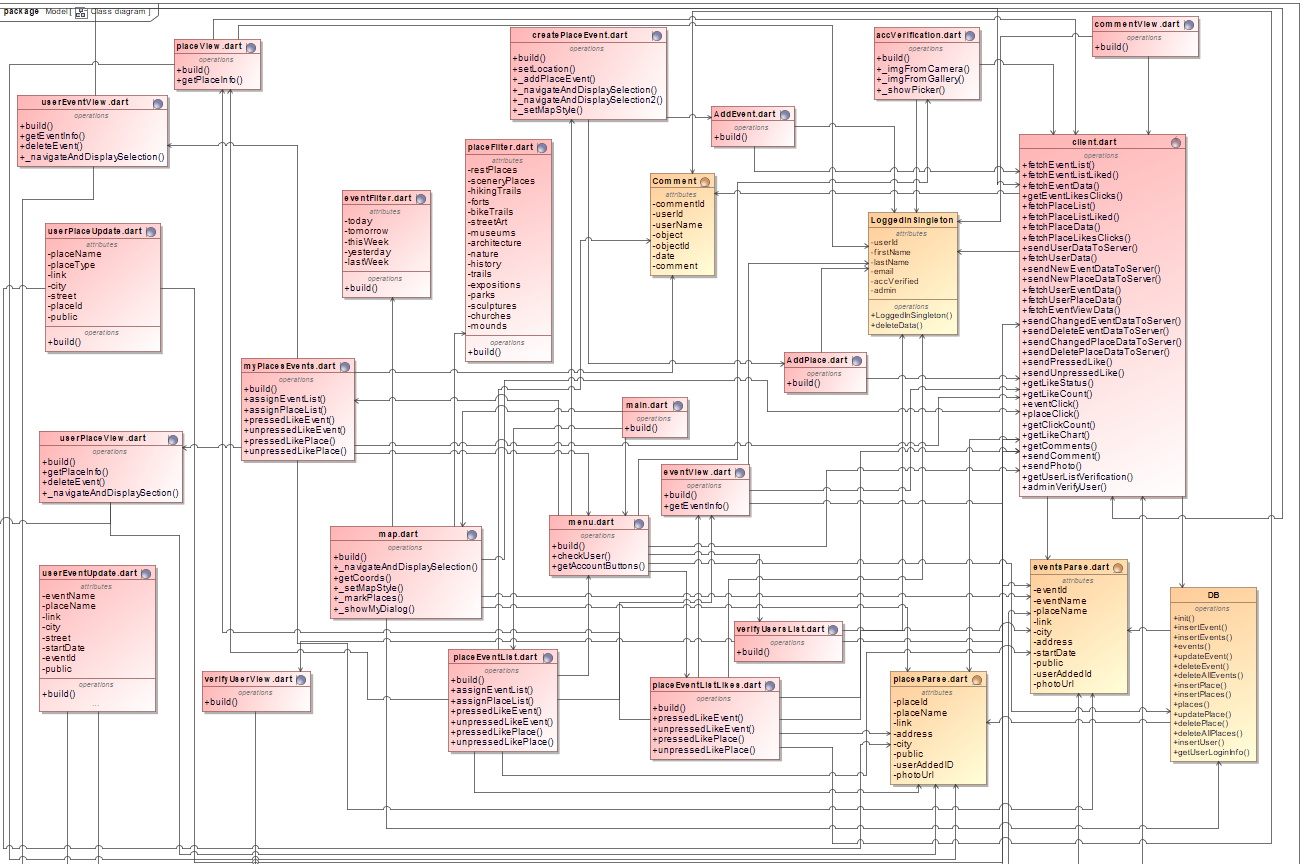 package Model [ Class diagram ]
placeView.dart
operations
+build()
+getPlaceInfo()
createPlaceEvent.dart
operations
+build()
+setLocation()
+_addPlaceEvent()
+_navigateAndDisplaySelection()
+_navigateAndDisplaySelection2()
+_setMapStyle()
accVerification.dart
operations
+build()
+_imgFromCamera()
+_imgFromGallery()
+_showPicker()
commentView.dart
operations
+build()
userEventView.dart
operations
+build()
+getEventInfo()
+deleteEvent()
+_navigateAndDisplaySelection()
AddEvent.dart
operations
+build()
placeFilter.dart
attributes
-restPlaces
-sceneryPlaces
-hikingTrails
-forts
-bikeTrails
-streetArt
-museums
-architecture
-nature
-history
-trails
-expositions
-parks
-sculptures
-churches
-mounds
operations
+build()
client.dart
operations
+fetchEventList()
+fetchEventListLiked()
+fetchEventData()
+getEventLikesClicks()
+fetchPlaceList()
+fetchPlaceListLiked()
+fetchPlaceData()
+fetchPlaceLikesClicks()
+sendUserDataToServer()
+fetchUserData()
+sendNewEventDataToServer()
+sendNewPlaceDataToServer()
+fetchUserEventData()
+fetchUserPlaceData()
+fetchEventViewData()
+sendChangedEventDataToServer()
+sendDeleteEventDataToServer()
+sendChangedPlaceDataToServer()
+sendDeletePlaceDataToServer()
+sendPressedLike()
+sendUnpressedLike()
+getLikeStatus()
+getLikeCount()
+eventClick()
+placeClick()
+getClickCount()
+getLikeChart()
+getComments()
+sendComment()
+sendPhoto()
+getUserListVerification()
+adminVerifyUser()
Comment
attributes
-commentId
-userId
-userName
-object
-objectId
-date
-comment
eventFilter.dart
attributes
-today
-tomorrow
-thisWeek
-yesterday
-lastWeek
operations
+build()
LoggedInSingleton
attributes
-userId
-firstName
-lastName
-email
-accVerified
-admin
operations
+LoggedInSingleton()
+deleteData()
userPlaceUpdate.dart
attributes
-placeName
-placeType
-link
-city
-street
-placeId
-public
operations
+build()
myPlacesEvents.dart
operations
+build()
+assignEventList()
+assignPlaceList()
+pressedLikeEvent()
+unpressedLikeEvent()
+pressedLikePlace()
+unpressedLikePlace()
AddPlace.dart
operations
+build()
main.dart
operations
+build()
userPlaceView.dart
operations
+build()
+getPlaceInfo()
+deleteEvent()
+_navigateAndDisplaySection()
eventView.dart
operations
+build()
+getEventInfo()
menu.dart
operations
+build()
+checkUser()
+getAccountButtons()
map.dart
operations
+build()
+_navigateAndDisplaySelection()
+getCoords()
+_setMapStyle()
+_markPlaces()
+_showMyDialog()
eventsParse.dart
attributes
-eventId
-eventName
-placeName
-link
-city
-address
-startDate
-public
-userAddedId
-photoUrl
userEventUpdate.dart
attributes
-eventName
-placeName
-link
-city
-street
-startDate
-eventId
-public
operations
+build()
...
DB
operations
+init()
+insertEvent()
+insertEvents()
+events()
+updateEvent()
+deleteEvent()
+deleteAllEvents()
+insertPlace()
+insertPlaces()
+places()
+updatePlace()
+deletePlace()
+deleteAllPlaces()
+insertUser()
+getUserLoginInfo()
verifyUsersList.dart
operations
+build()
placeEventList.dart
operations
+build()
+assignEventList()
+assignPlaceList()
+pressedLikeEvent()
+unpressedLikeEvent()
+pressedLikePlace()
+unpressedLikePlace()
verifyUserView.dart
operations
+build()
placeEventListLikes.dart
operations
+build()
+pressedLikeEvent()
+unpressedLikeEvent()
+pressedLikePlace()
+unpressedLikePlace()
placesParse.dart
attributes
-placeId
-placeName
-link
-address
-city
-public
-userAddedID
-photoUrl